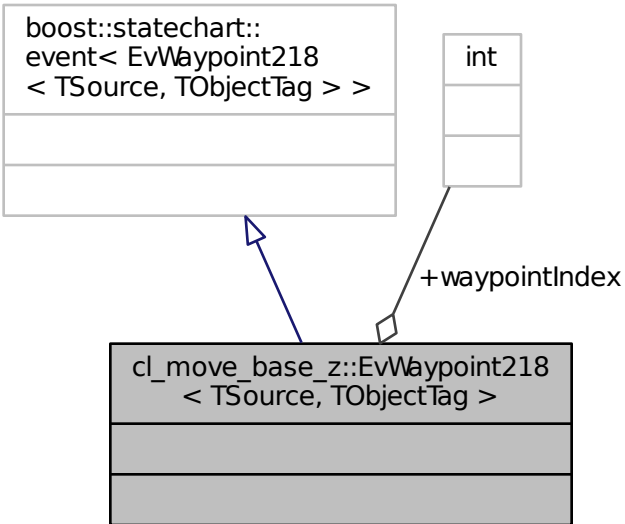 boost::statechart::
event< EvWaypoint218
< TSource, TObjectTag > >
int
+waypointIndex
cl_move_base_z::EvWaypoint218
< TSource, TObjectTag >